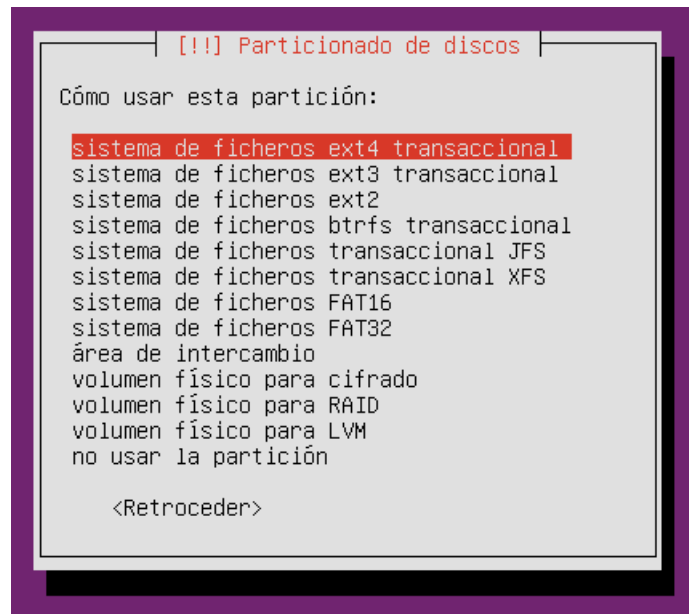 [!!] Particionado de discos
Cómo usar esta partición:
sistema de ficheros ext4 transaccional
sistema de ficheros ext3 transaccional
sistema de ficheros ext2
sistema de ficheros btrfs transaccional
sistema de ficheros transaccional JFS
sistema de ficheros transaccional XFS
sistema de ficheros FAT16
sistema de ficheros FAT32
área de intercambio
volumen físico para cifrado
volumen físico para RAID
volumen físico para LVM
no usar la partición
<Retroceder>